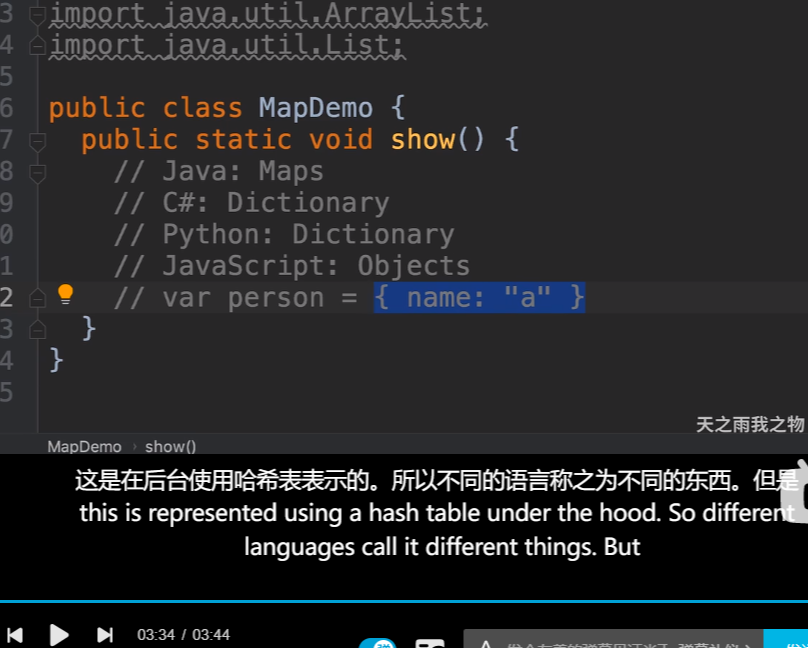 3 import java.util.ArrayList;
4 import java.util.List;
5
6 public class MapDemo {
7 public static void show() {
8 // Java: Maps
9 // C#: Dictionary
0 // Python: Dictionary
1 // JavaScript: Objects
2 // var person = { name: "a" }
3 }
4 }
5
天之雨我之物
MapDemo › show()
这是在后台使用哈希表表示的。所以不同的语言称之为不同的东西。但是
this is represented using a hash table under the hood. So different
languages call it different things. But
03:34 / 03:44